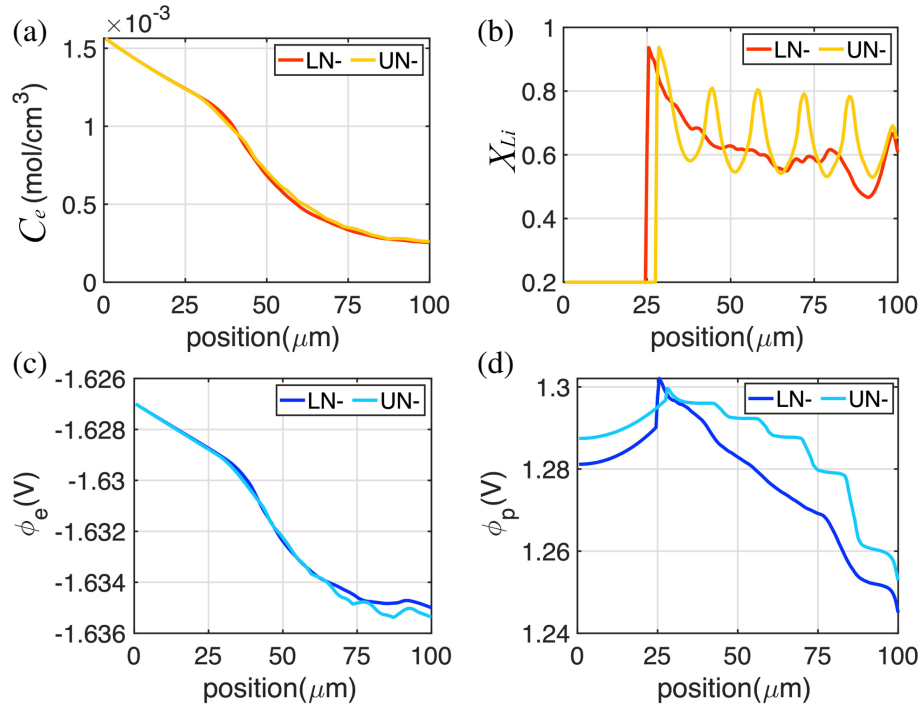 (a)
×10⁻³
LN- UN-
1.5
1
0.5
0
0 25 50 75 100
Cₑ (mol/cm³)
position(μm)
(b)
LN- UN-
1
0.8
0.6
0.4
0.2
0 25 50 75 100
X_Li
position(μm)
(c)
LN- UN-
-1.626
-1.628
-1.63
-1.632
-1.634
-1.636
0 25 50 75 100
ϕₑ(V)
position(μm)
(d)
LN- UN-
1.3
1.28
1.26
1.24
0 25 50 75 100
ϕₚ(V)
position(μm)